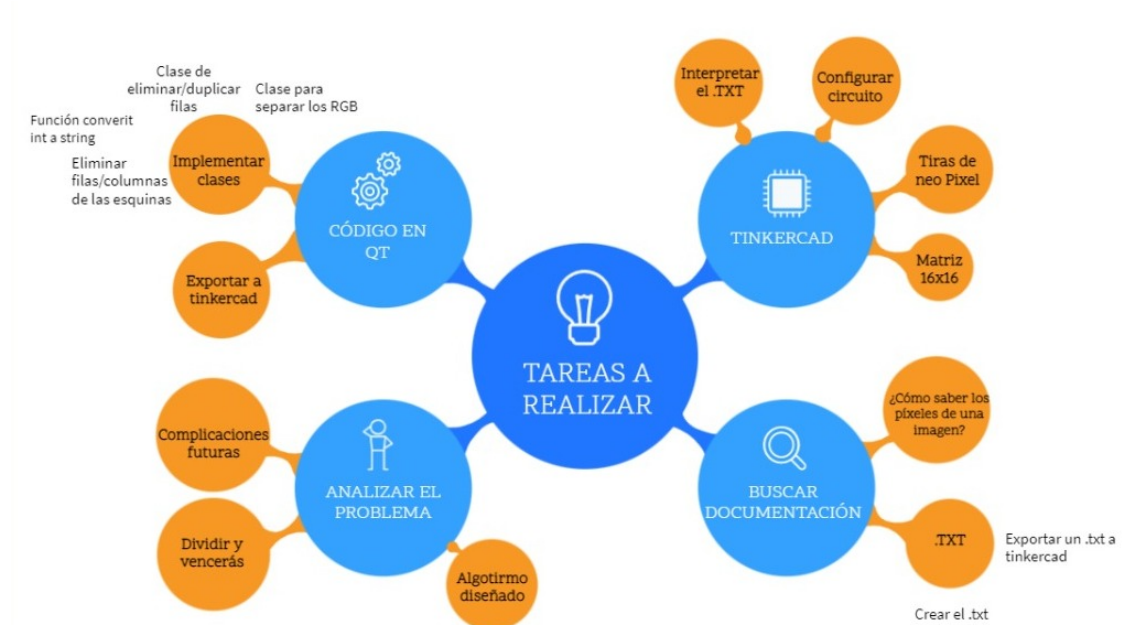 TAREAS A
REALIZAR
CÓDIGO EN
QT
Implementar
clases
Clase de
eliminar/duplicar
filas
Clase para
separar los RGB
Función converit
int a string
Eliminar
filas/columnas
de las esquinas
Exportar a
tinkercad
TINKERCAD
Interpretar
el .TXT
Configurar
circuito
Tiras de
neo Pixel
Matriz
16x16
ANALIZAR EL
PROBLEMA
Complicaciones
futuras
Dividir y
vencerás
Algotirmo
diseñado
BUSCAR
DOCUMENTACIÓN
¿Cómo saber los
píxeles de una
imagen?
.TXT
Exportar un .txt a
tinkercad
Crear el .txt